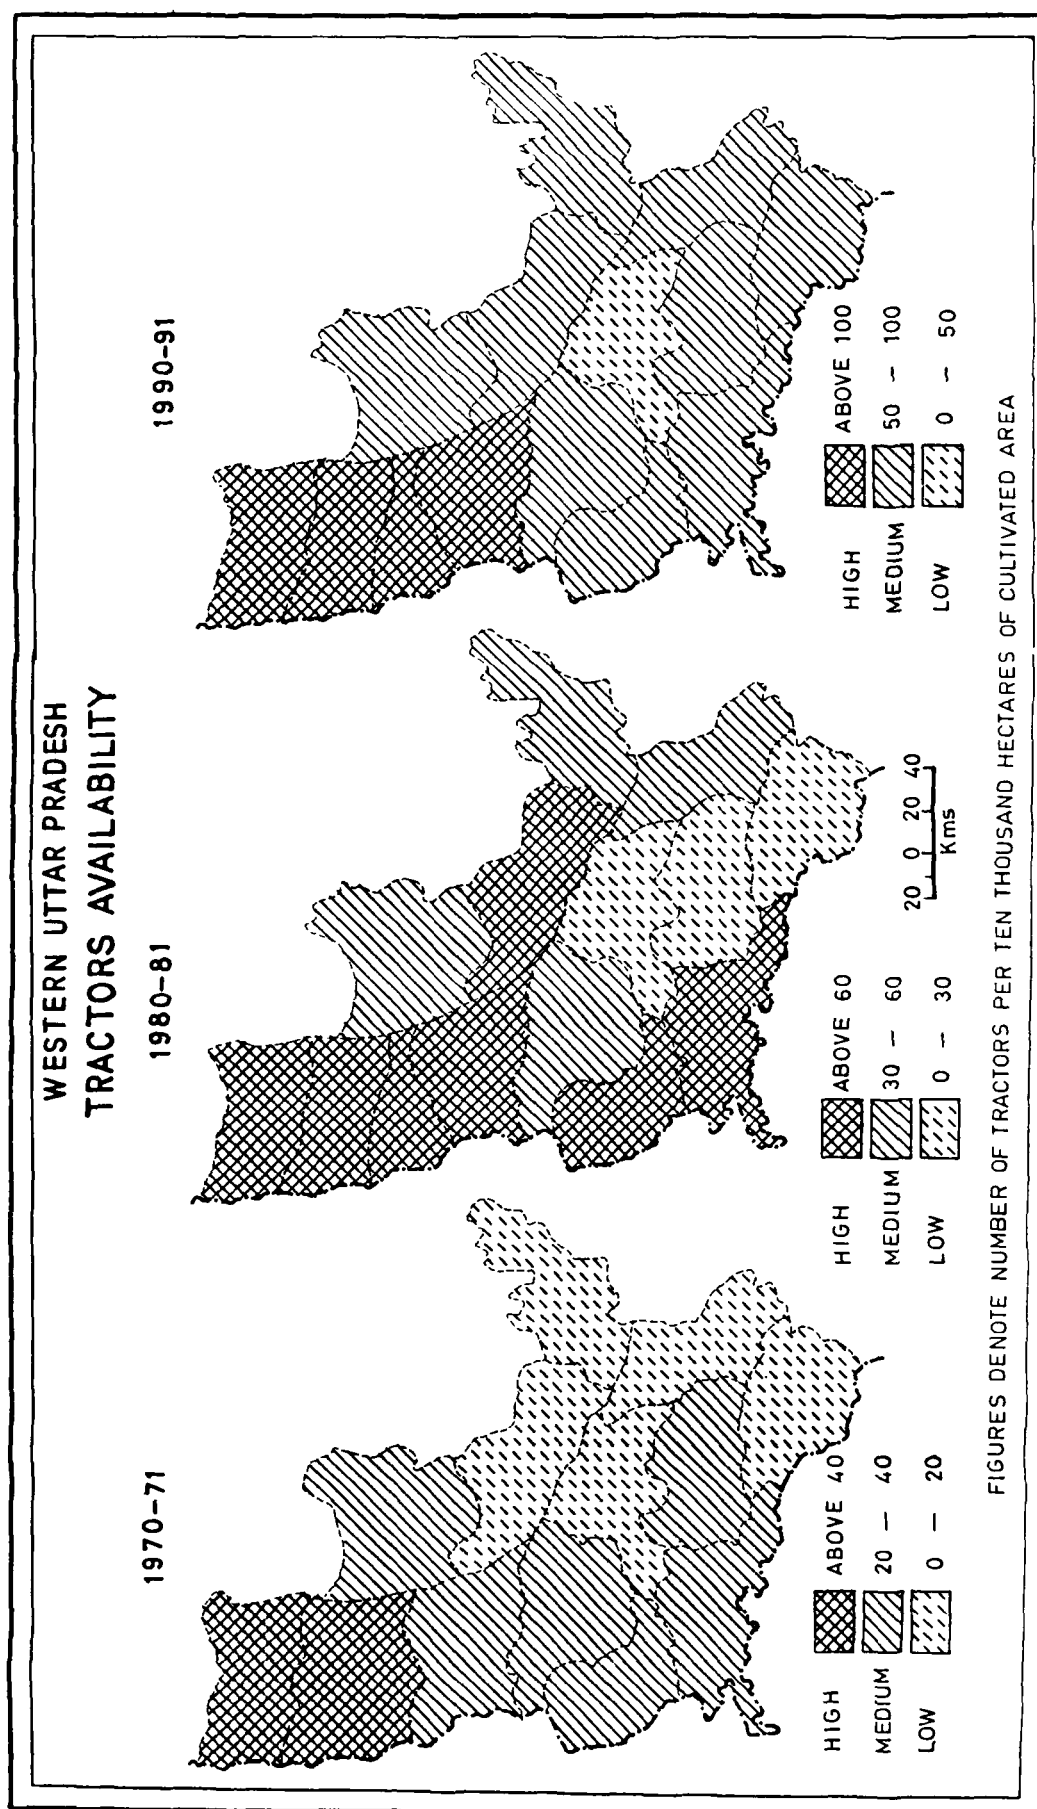 WESTERN UTTAR PRADESH
TRACTORS AVAILABILITY
1970-71
1980-81
1990-91
HIGH ABOVE 40
MEDIUM 20 — 40
LOW 0 — 20
HIGH ABOVE 60
MEDIUM 30 — 60
LOW 0 — 30
20 0 20 40
Kms
HIGH ABOVE 100
MEDIUM 50 — 100
LOW 0 — 50
FIGURES DENOTE NUMBER OF TRACTORS PER TEN THOUSAND HECTARES OF CULTIVATED AREA